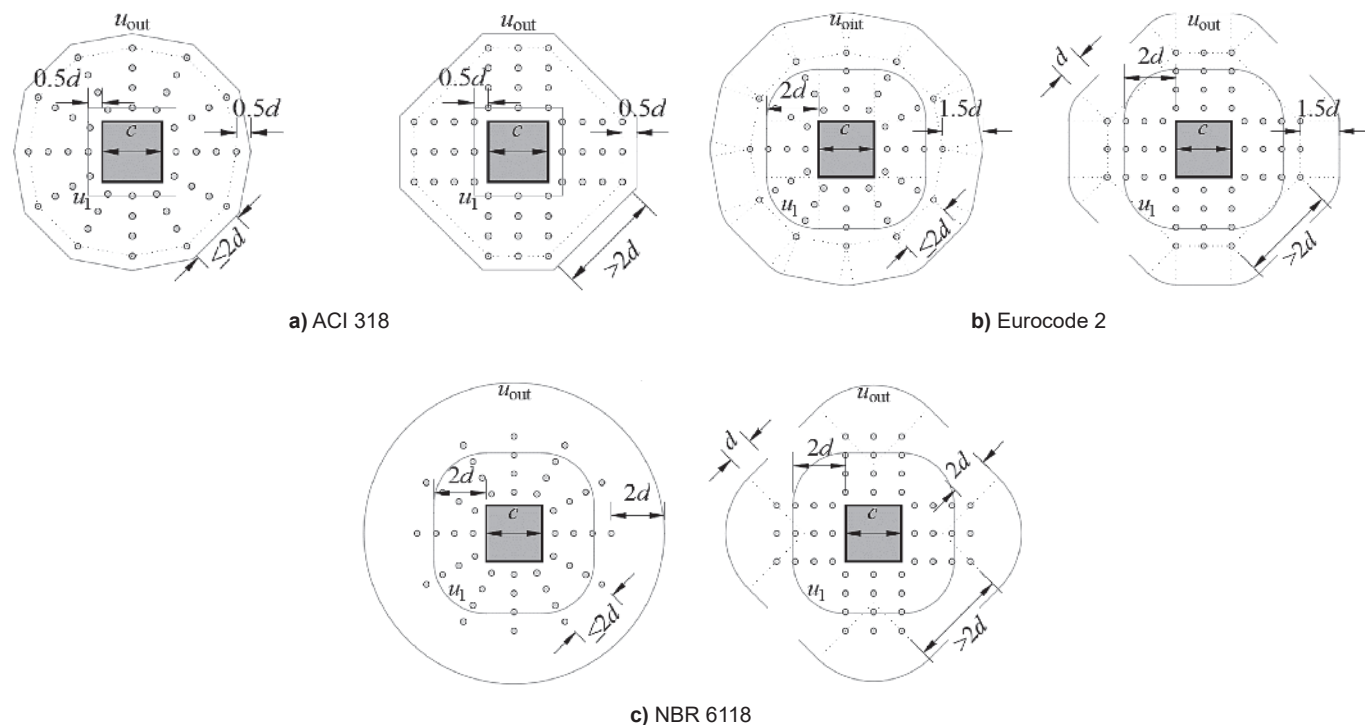 u_out
0.5d
0.5d
c
u_1
≤2d
u_out
0.5d
0.5d
c
u_1
>2d
a) ACI 318
u_out
2d
1.5d
c
u_1
≤2d
u_out
d
2d
1.5d
c
u_1
>2d
b) Eurocode 2
u_out
2d
2d
c
u_1
≤2d
u_out
d
2d
2d
c
u_1
>2d
c) NBR 6118